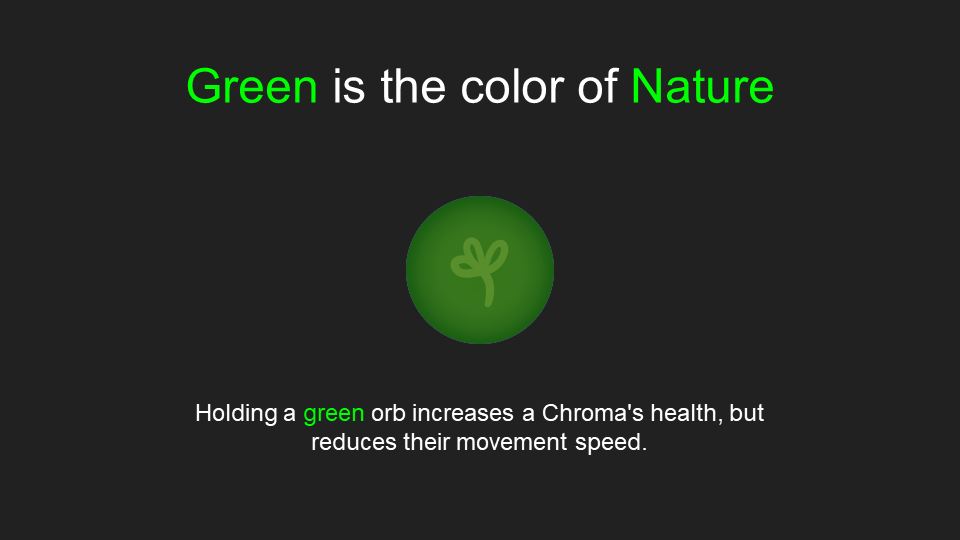 Green is the color of Nature
Holding a green orb increases a Chroma's health, but
reduces their movement speed.